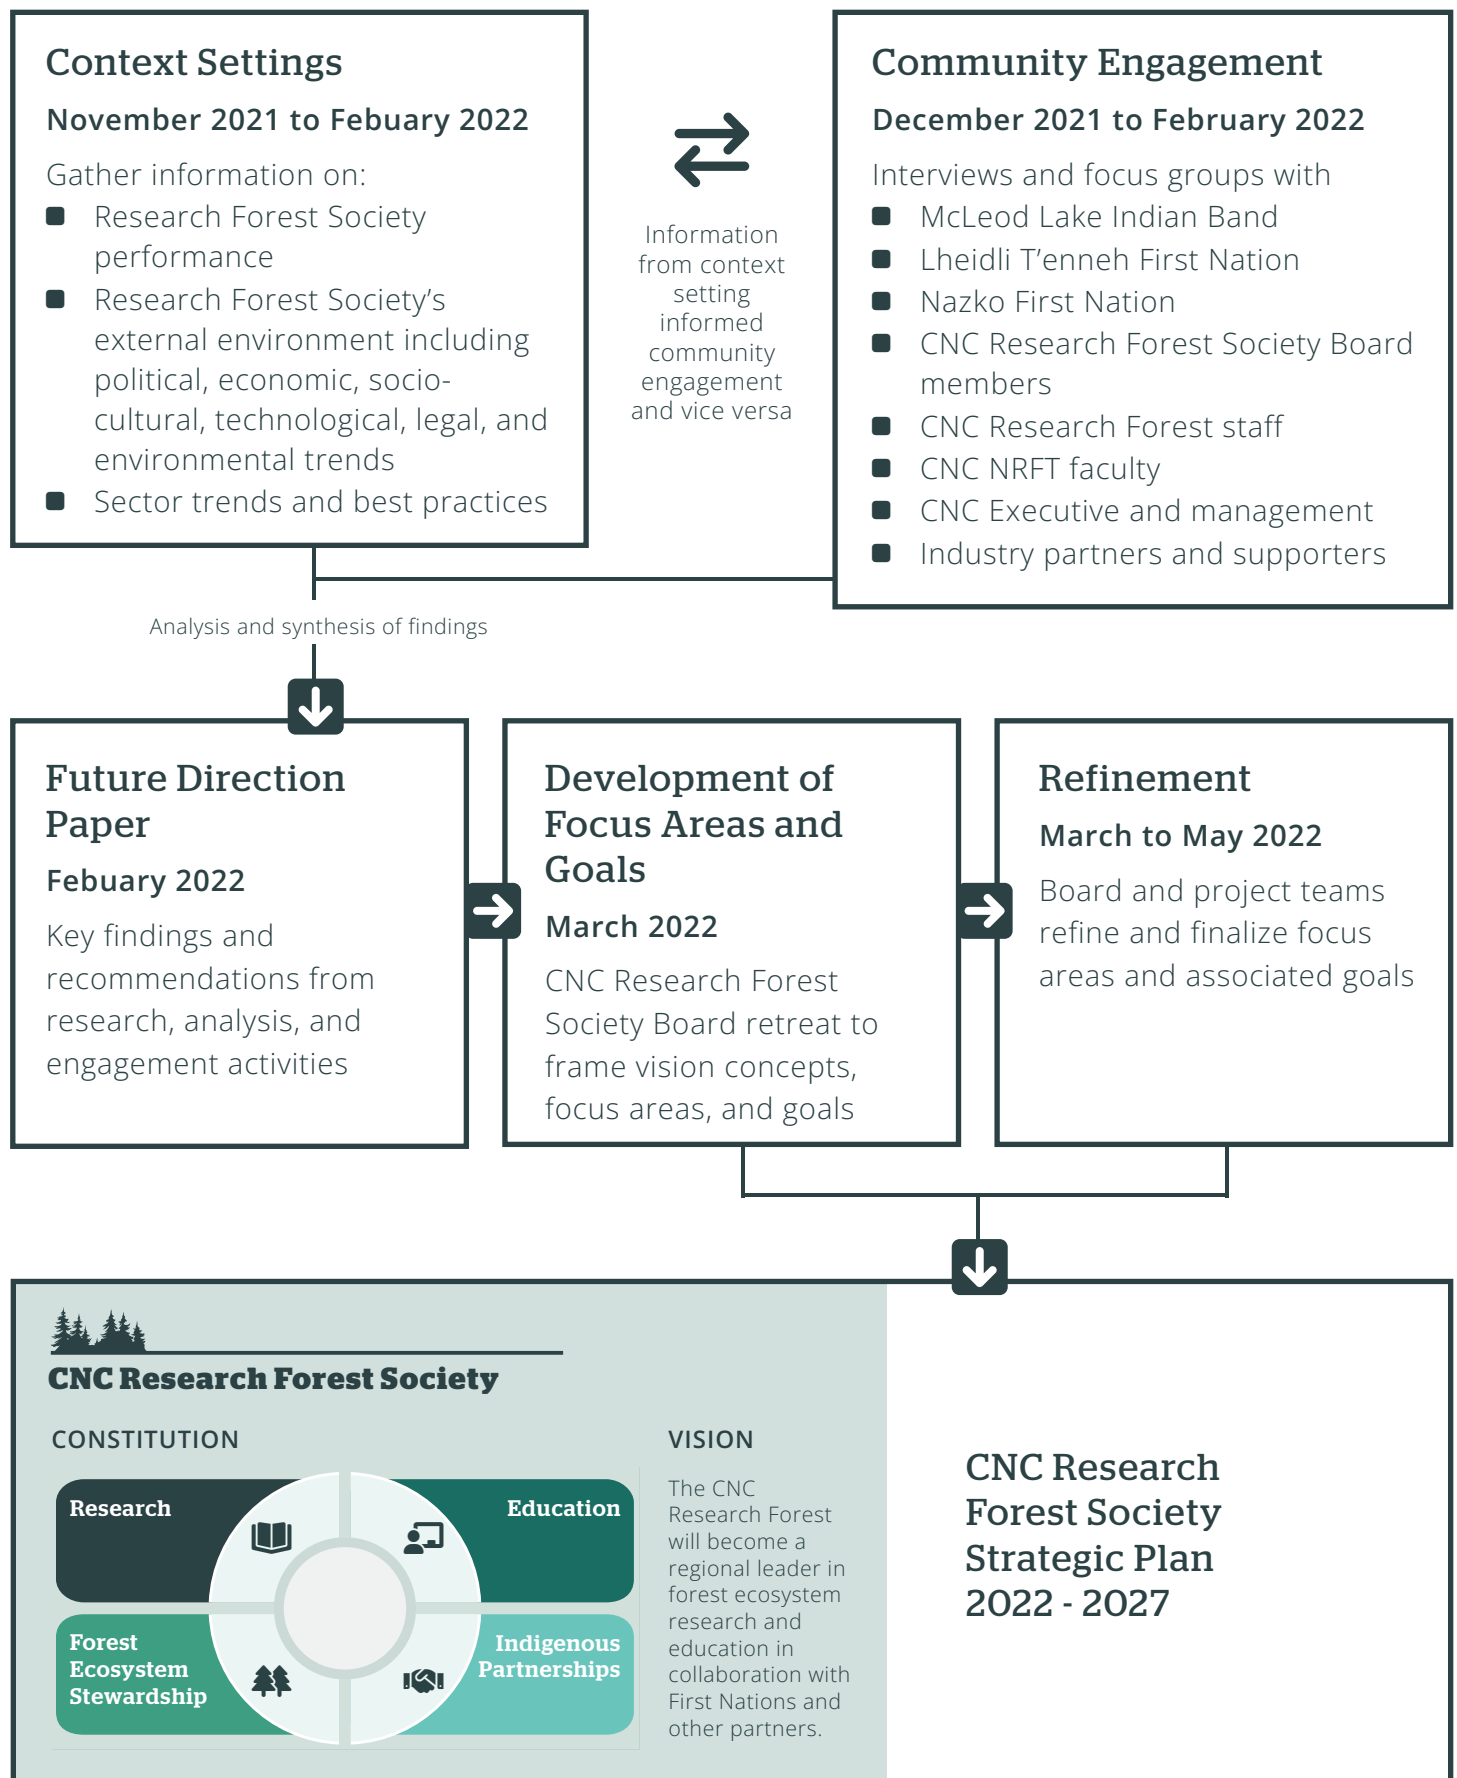 Context Settings
November 2021 to Febuary 2022
Gather information on:
Research Forest Society
performance
Research Forest Society’s
external environment including
political, economic, socio-
cultural, technological, legal, and
environmental trends
Sector trends and best practices
Information
from context
setting
informed
community
engagement
and vice versa
Community Engagement
December 2021 to February 2022
Interviews and focus groups with
McLeod Lake Indian Band
Lheidli T’enneh First Nation
Nazko First Nation
CNC Research Forest Society Board
members
CNC Research Forest staff
CNC NRFT faculty
CNC Executive and management
Industry partners and supporters
Analysis and synthesis of findings
Future Direction
Paper
Febuary 2022
Key findings and
recommendations from
research, analysis, and
engagement activities
Development of
Focus Areas and
Goals
March 2022
CNC Research Forest
Society Board retreat to
frame vision concepts,
focus areas, and goals
Refinement
March to May 2022
Board and project teams
refine and finalize focus
areas and associated goals
CNC Research Forest Society
CONSTITUTION
Research
Education
Forest
Ecosystem
Stewardship
Indigenous
Partnerships
VISION
The CNC
Research Forest
will become a
regional leader in
forest ecosystem
research and
education in
collaboration with
First Nations and
other partners.
CNC Research
Forest Society
Strategic Plan
2022 - 2027